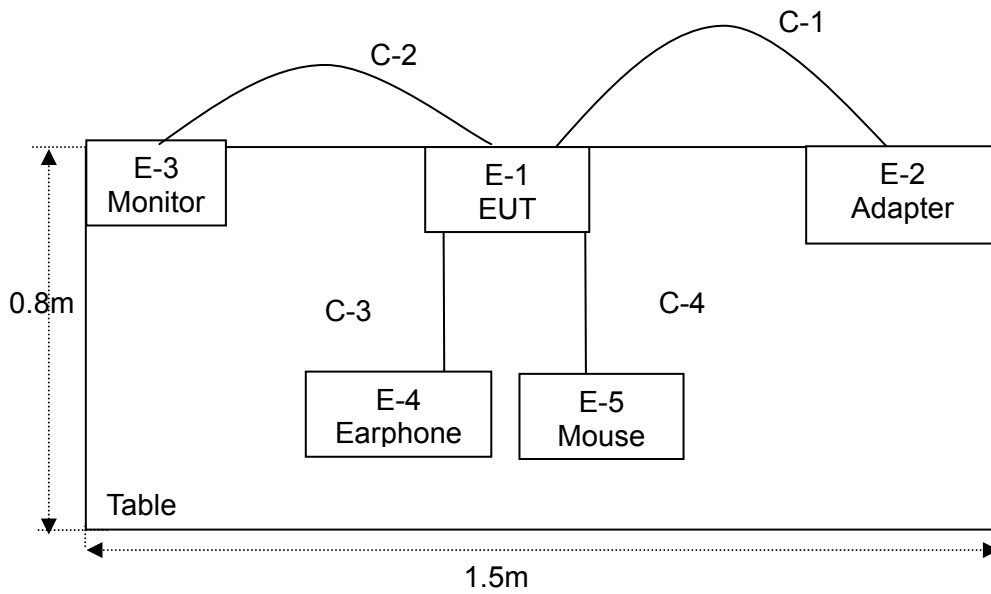 C-1
C-2
E-3
Monitor
E-1
EUT
E-2
Adapter
0.8m
C-3
C-4
E-4
Earphone
E-5
Mouse
Table
1.5m